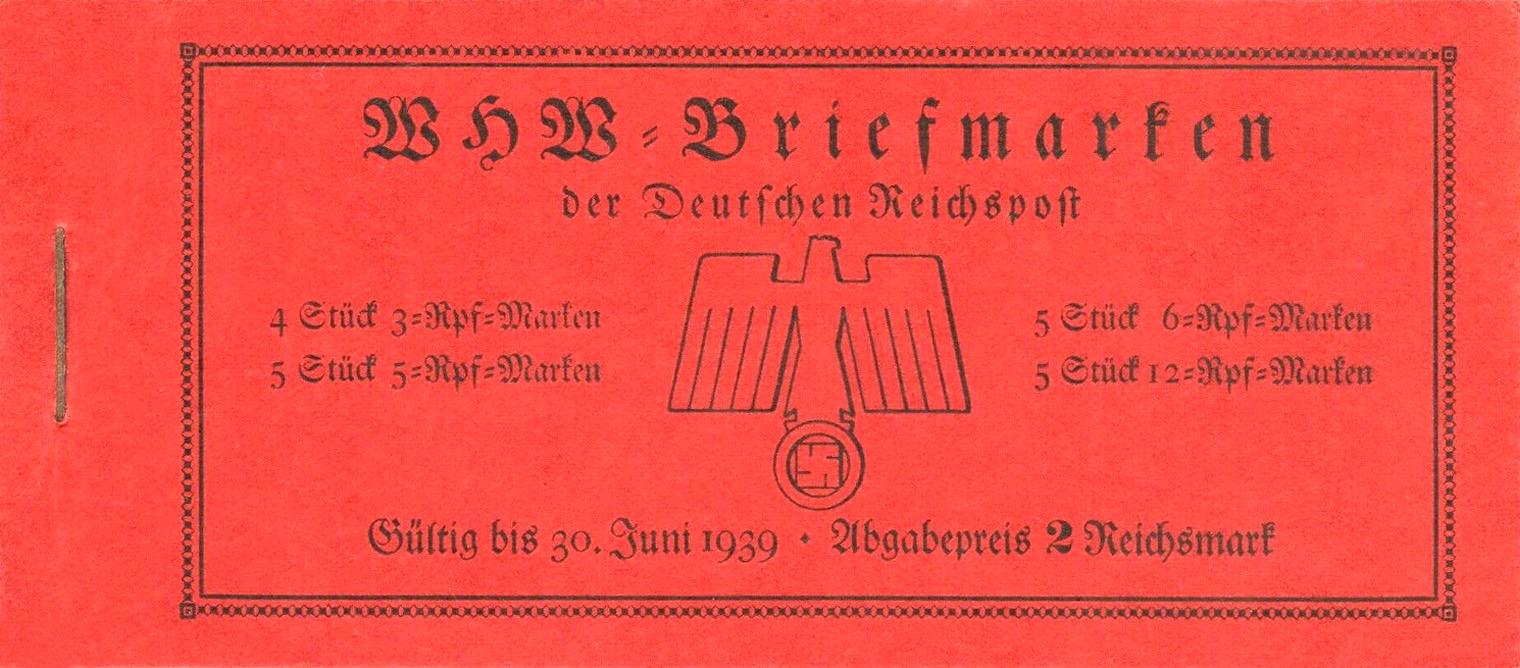 WHW-Briefmarken
der Deutschen Reichspost
4 Stück 3-Rpf-Marken
5 Stück 5-Rpf-Marken
5 Stück 6-Rpf-Marken
5 Stück 12-Rpf-Marken
Gültig bis 30. Juni 1939 · Abgabepreis 2 Reichsmark